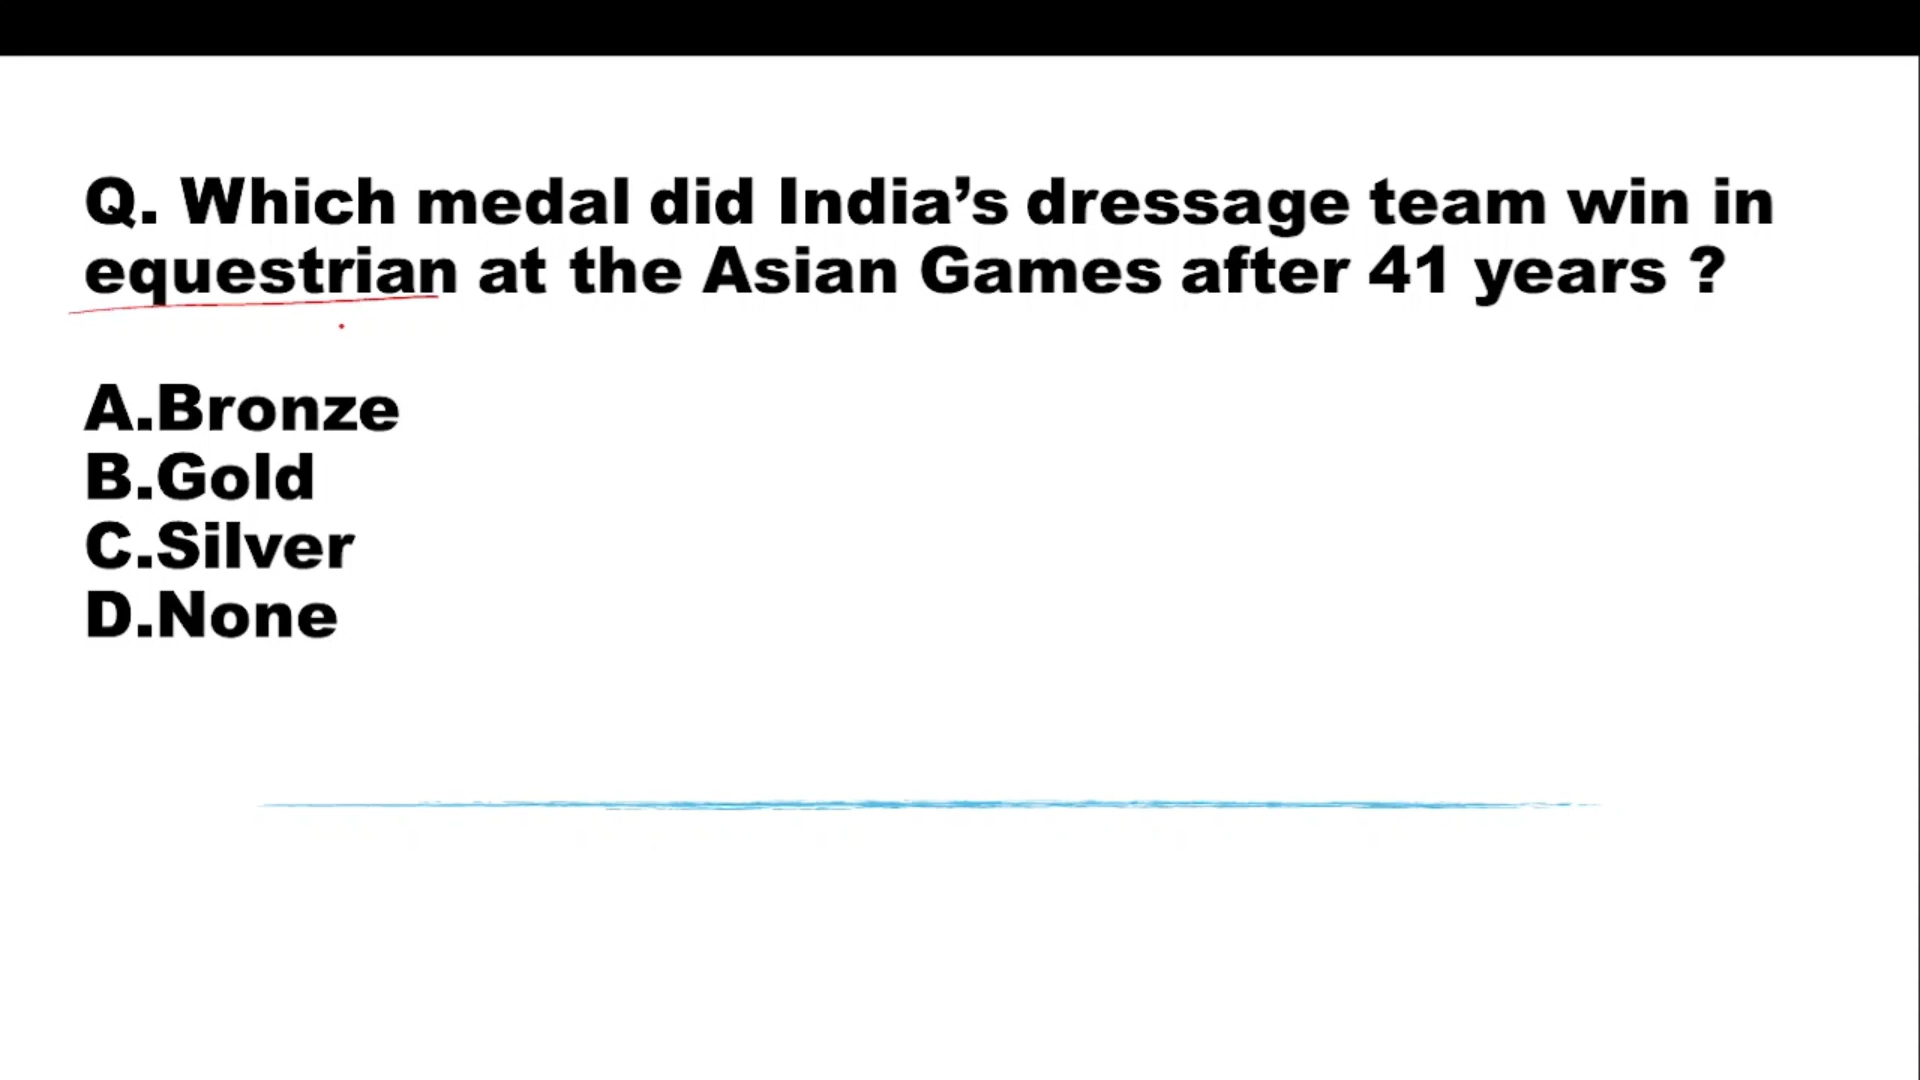 Q. Which medal did India’s dressage team win in
equestrian at the Asian Games after 41 years ?
A.Bronze
B.Gold
C.Silver
D.None